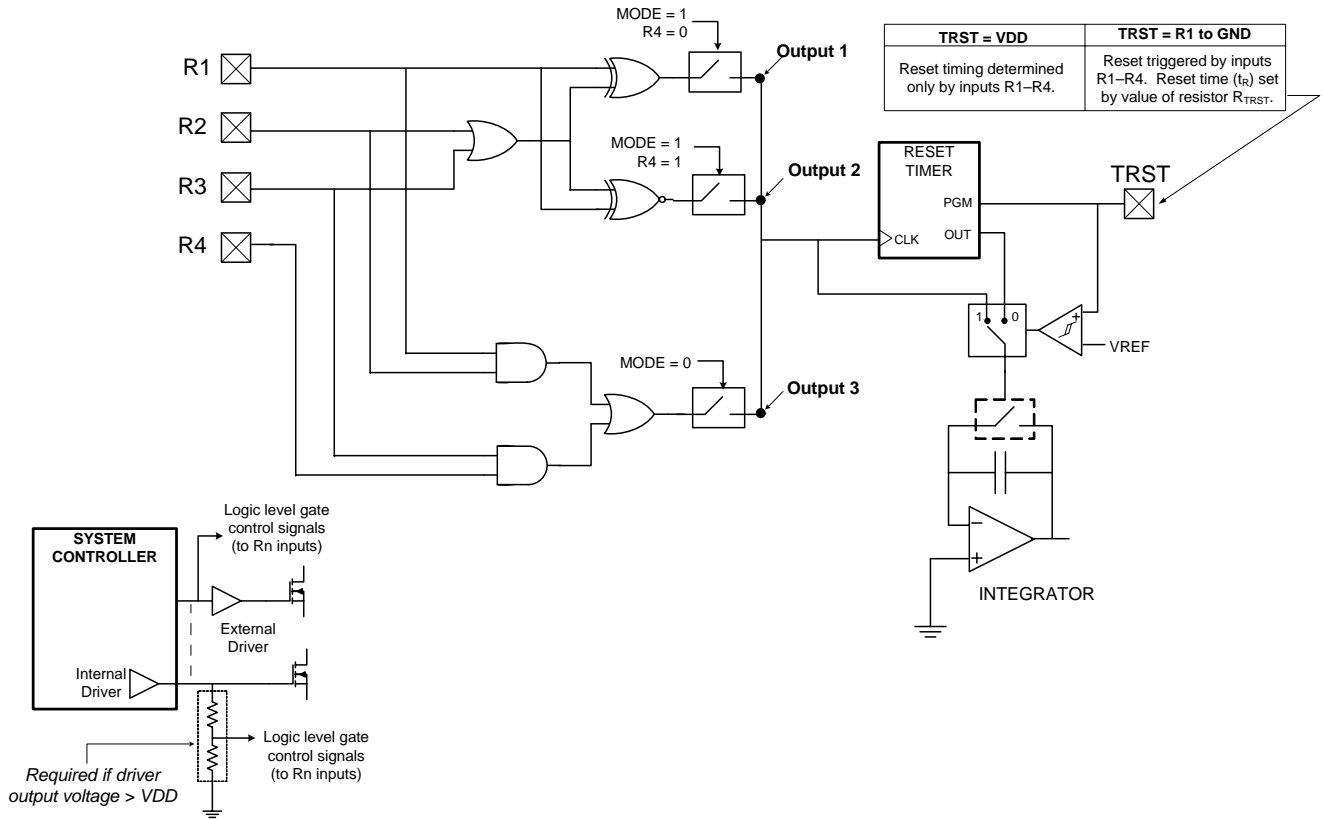 MODE = 1
R4 = 0
Output 1
R1
R2
R3
R4
MODE = 1
R4 = 1
Output 2
MODE = 0
Output 3
TRST = VDD
TRST = R1 to GND
Reset timing determined
only by inputs R1–R4.
Reset triggered by inputs
R1–R4. Reset time (tR) set
by value of resistor RTRST.
RESET
TIMER
PGM
OUT
CLK
TRST
1
0
+
VREF
–
+
INTEGRATOR
SYSTEM
CONTROLLER
Logic level gate
control signals
(to Rn inputs)
External
Driver
Internal
Driver
Logic level gate
control signals
(to Rn inputs)
Required if driver
output voltage > VDD